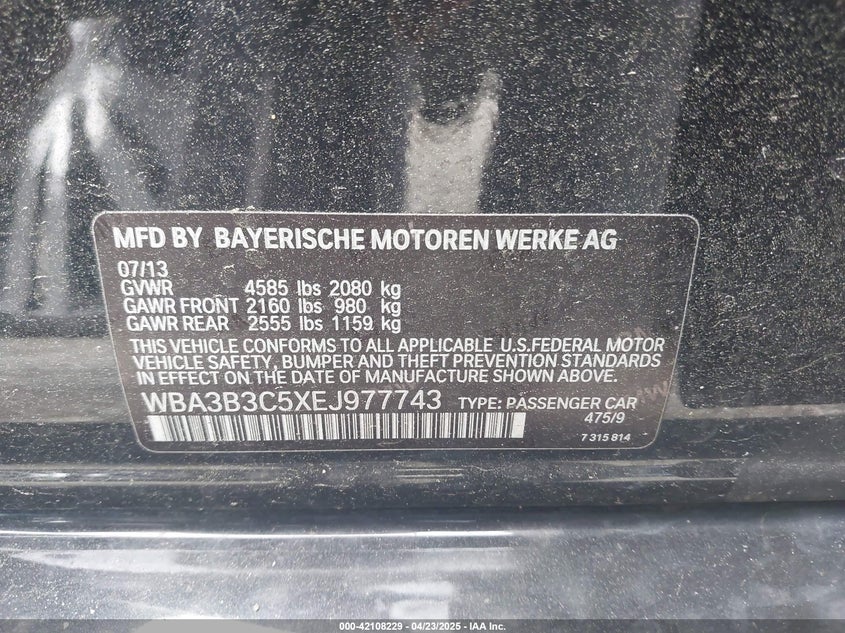 MFD BY BAYERISCHE MOTOREN WERKE AG
07/13
GVWR 4585 lbs 2080 kg
GAWR FRONT 2160 lbs 980 kg
GAWR REAR 2555 lbs 1159 kg
THIS VEHICLE CONFORMS TO ALL APPLICABLE U.S.FEDERAL MOTOR
VEHICLE SAFETY, BUMPER AND THEFT PREVENTION STANDARDS
IN EFFECT ON THE DATE OF MANUFACTURE SHOWN ABOVE.
WBA3B3C5XEJ977743 TYPE: PASSENGER CAR
475/9
7 315 814
000-42108229 - 04/23/2025 - IAA Inc.